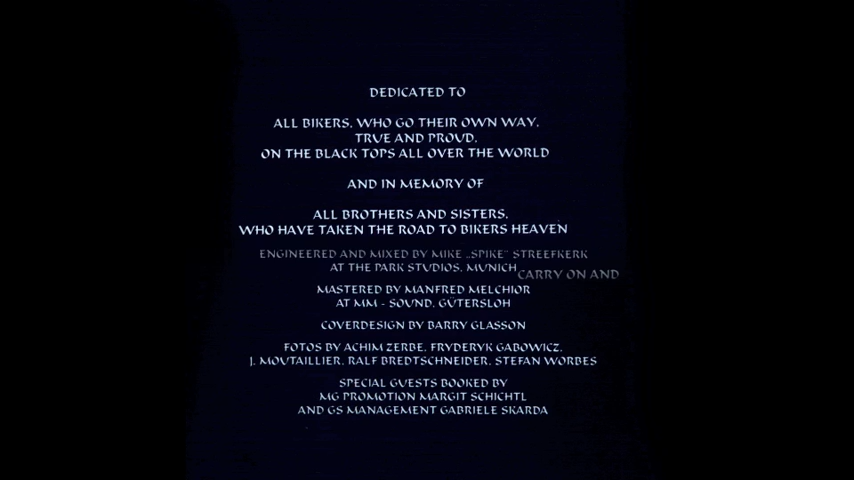 DEDICATED TO
ALL BIKERS, WHO GO THEIR OWN WAY,
TRUE AND PROUD,
ON THE BLACK TOPS ALL OVER THE WORLD
AND IN MEMORY OF
ALL BROTHERS AND SISTERS,
WHO HAVE TAKEN THE ROAD TO BIKERS HEAVEN
ENGINEERED AND MIXED BY MIKE „SPIKE“ STREEFKERK
AT THE PARK STUDIOS, MUNICH
CARRY ON AND
MASTERED BY MANFRED MELCHIOR
AT MM - SOUND, GÜTERSLOH
COVERDESIGN BY BARRY GLASSON
FOTOS BY ACHIM ZERBE, FRYDERYK GABOWICZ,
J. MOUTAILLIER, RALF BREDTSCHNEIDER, STEFAN WORBES
SPECIAL GUESTS BOOKED BY
MG PROMOTION MARGIT SCHICHTL
AND GS MANAGEMENT GABRIELE SKARDA